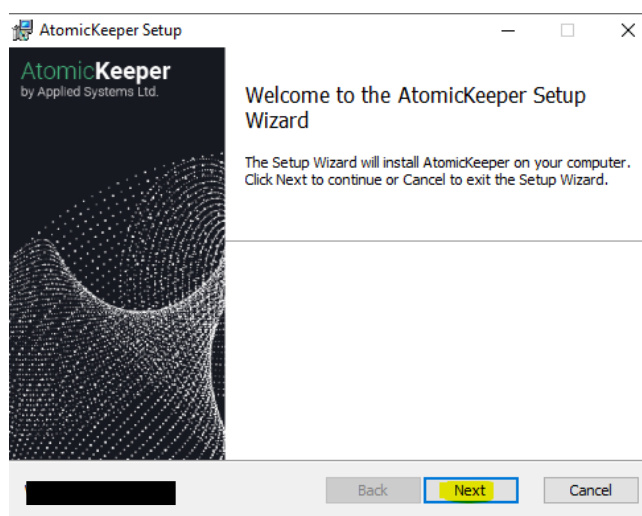 AtomicKeeper Setup
AtomicKeeper
by Applied Systems Ltd.
Welcome to the AtomicKeeper Setup
Wizard
The Setup Wizard will install AtomicKeeper on your computer.
Click Next to continue or Cancel to exit the Setup Wizard.
Back
Next
Cancel